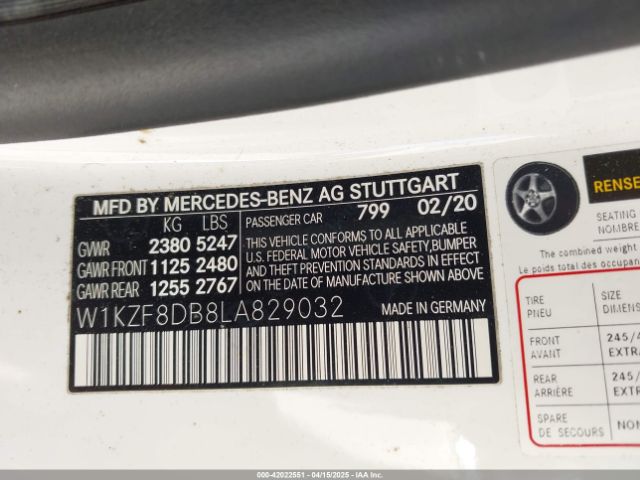 MFD BY MERCEDES-BENZ AG STUTTGART
KG LBS
PASSENGER CAR 799 02/20
GVWR 2380 5247
GAWR FRONT 1125 2480
GAWR REAR 1255 2767
THIS VEHICLE CONFORMS TO ALL APPLICABLE
U.S. FEDERAL MOTOR VEHICLE SAFETY, BUMPER
AND THEFT PREVENTION STANDARDS IN EFFECT
ON THE DATE OF MANUFACTURE SHOWN ABOVE.
W1KZF8DB8LA829032
MADE IN GERMANY
RENSE
SEATING
NOMBRE
The combined weight
Le poids total des occupan
TIRE
PNEU
SIZE
DIMENS
FRONT
AVANT
245/4
EXTRA
REAR
ARRIÈRE
245/
EXTR
SPARE
DE SECOURS
NON
000-42022551 - 04/15/2025 - IAA Inc.